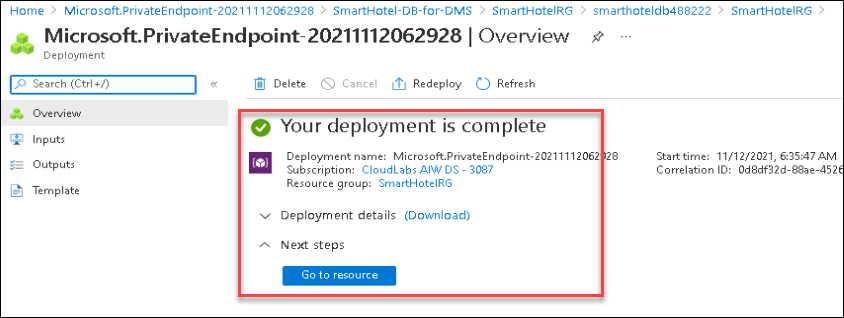 Home > Microsoft.PrivateEndpoint-20211112062928 > SmartHotel-DB-for-DMS > SmartHotelRG > smarthoteldb488222 > SmartHotelRG >
Microsoft.PrivateEndpoint-20211112062928 | Overview ...
Deployment
Search (Ctrl+/) «
Delete Cancel Redeploy Refresh
Overview
Inputs
Outputs
Template
Your deployment is complete
Deployment name: Microsoft.PrivateEndpoint-20211112062928
Subscription: CloudLabs AIW DS - 3087
Resource group: SmartHotelRG
Start time: 11/12/2021, 6:35:47 AM
Correlation ID: 0d8df32d-88ae-4526
Deployment details (Download)
Next steps
Go to resource